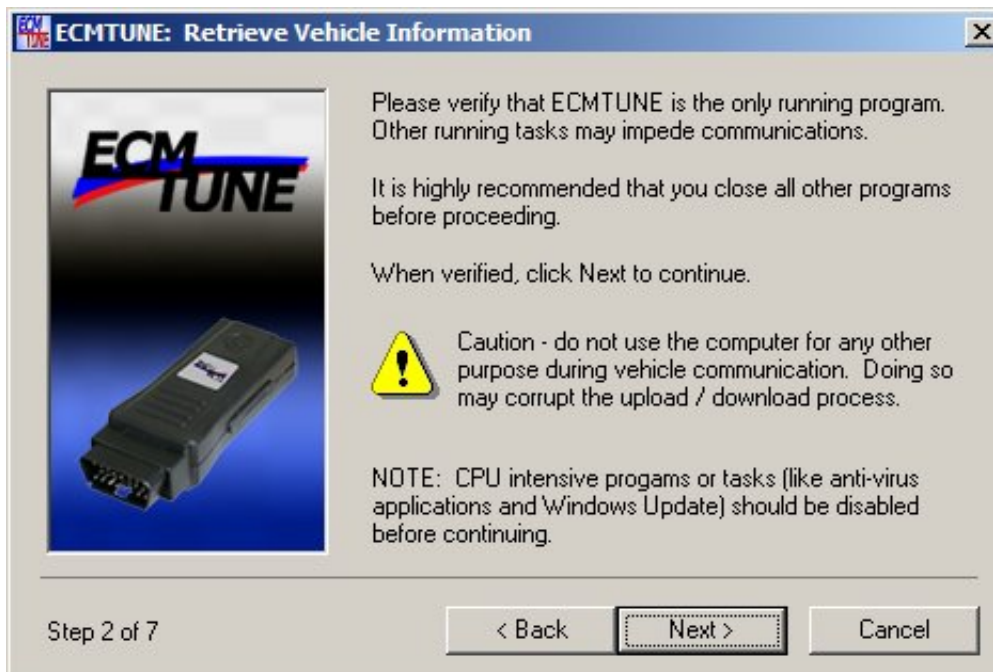 ECMTUNE: Retrieve Vehicle Information
ECM
TUNE
Please verify that ECMTUNE is the only running program.
Other running tasks may impede communications.
It is highly recommended that you close all other programs
before proceeding.
When verified, click Next to continue.
Caution - do not use the computer for any other
purpose during vehicle communication. Doing so
may corrupt the upload / download process.
NOTE: CPU intensive progams or tasks (like anti-virus
applications and Windows Update) should be disabled
before continuing.
Step 2 of 7
< Back
Next >
Cancel